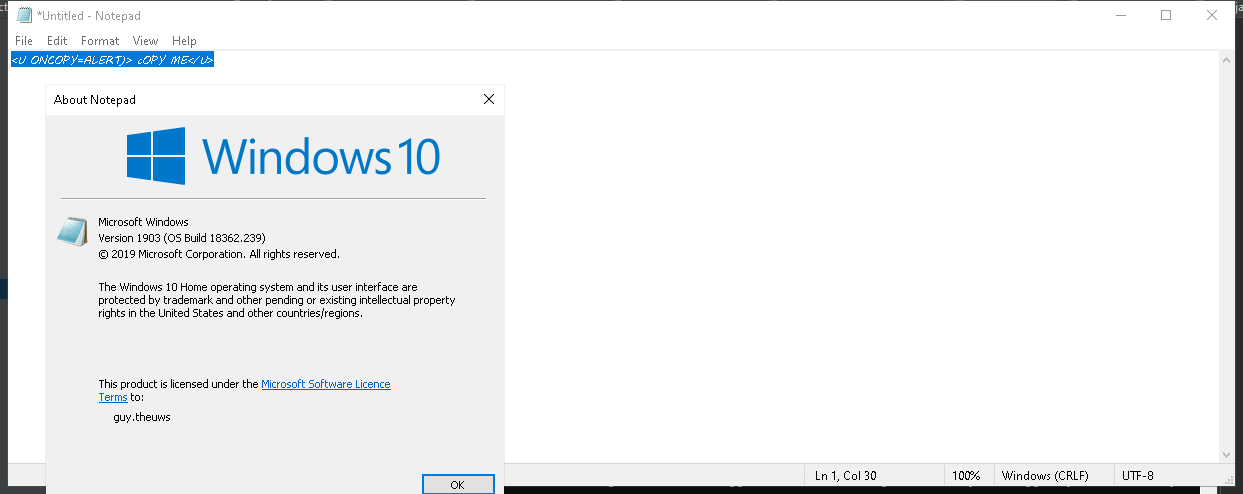 *Untitled - Notepad
File Edit Format View Help
<U ONCOPY=ALERT)> cOPY ME</U>
About Notepad
Windows 10
Microsoft Windows
Version 1903 (OS Build 18362.239)
© 2019 Microsoft Corporation. All rights reserved.
The Windows 10 Home operating system and its user interface are
protected by trademark and other pending or existing intellectual property
rights in the United States and other countries/regions.
This product is licensed under the Microsoft Software Licence
Terms to:
guy.theuws
OK
Ln 1, Col 30 100% Windows (CRLF) UTF-8